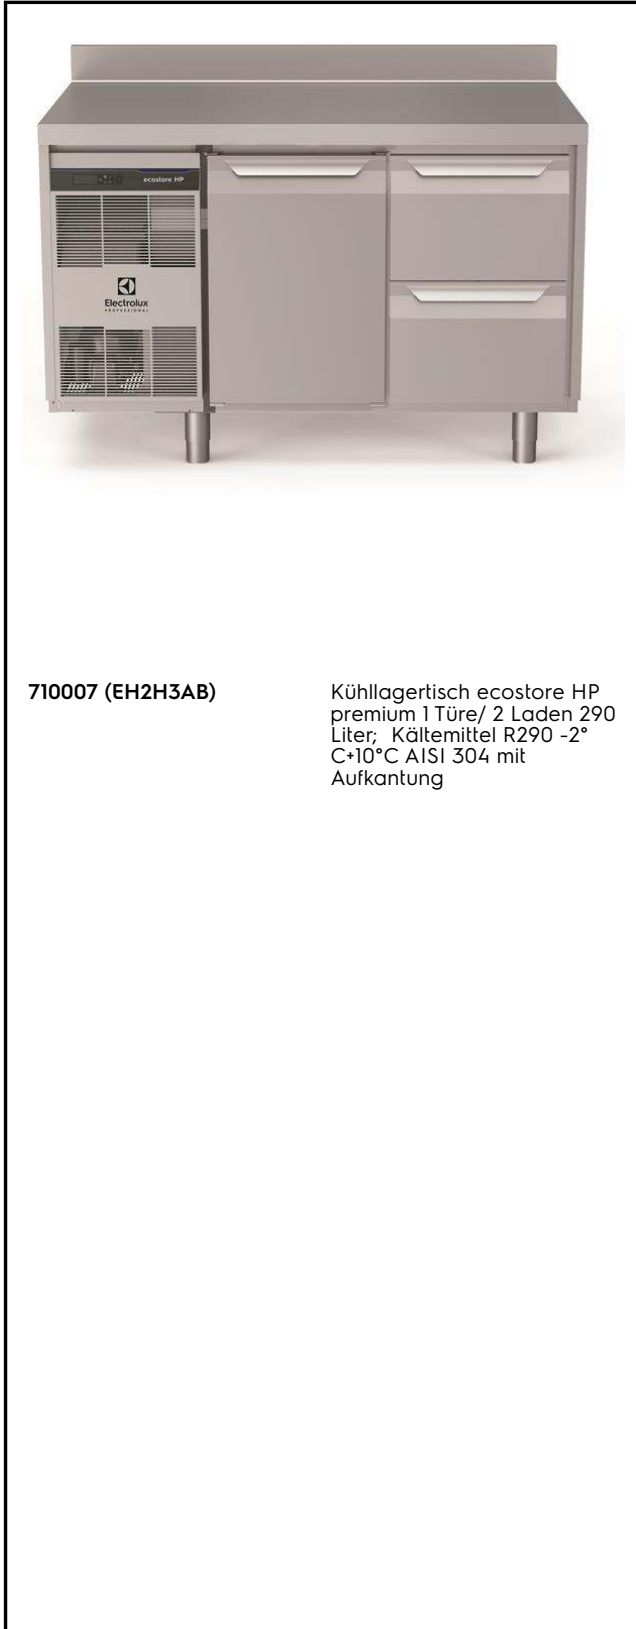 ecostore HP
Electrolux
PROFESSIONAL
710007 (EH2H3AB)
Kühllagertisch ecostore HP
premium 1 Türe/ 2 Laden 290
Liter;  Kältemittel R290 -2°
C+10°C AISI 304 mit
Aufkantung